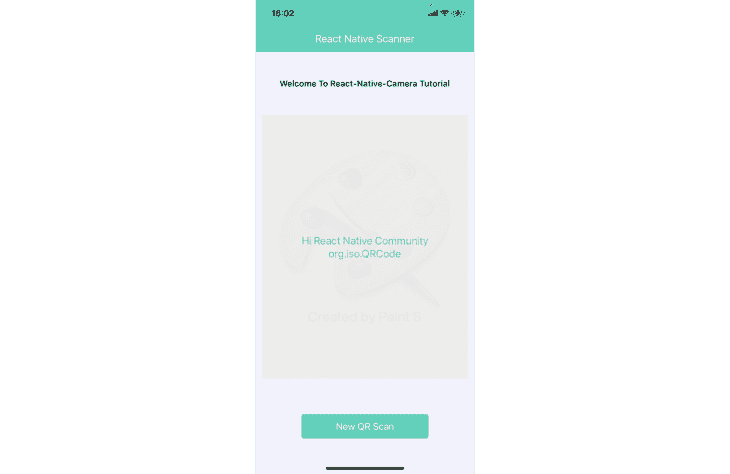 16:02
React Native Scanner
Welcome To React-Native-Camera Tutorial
Hi React Native Community
org.iso.QRCode
Created by Paint S
New QR Scan